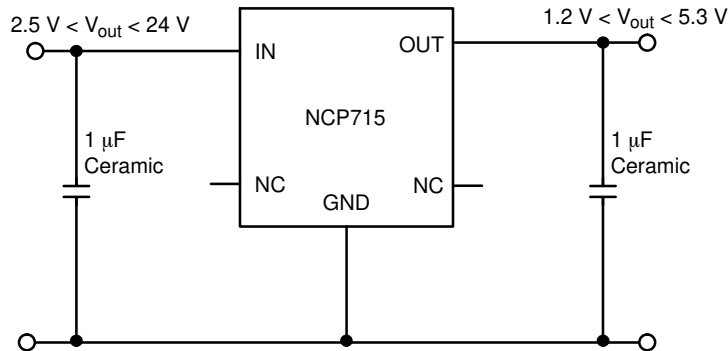 2.5 V < Vout < 24 V
1.2 V < Vout < 5.3 V
IN
OUT
NCP715
1 μF
Ceramic
1 μF
Ceramic
NC
NC
GND